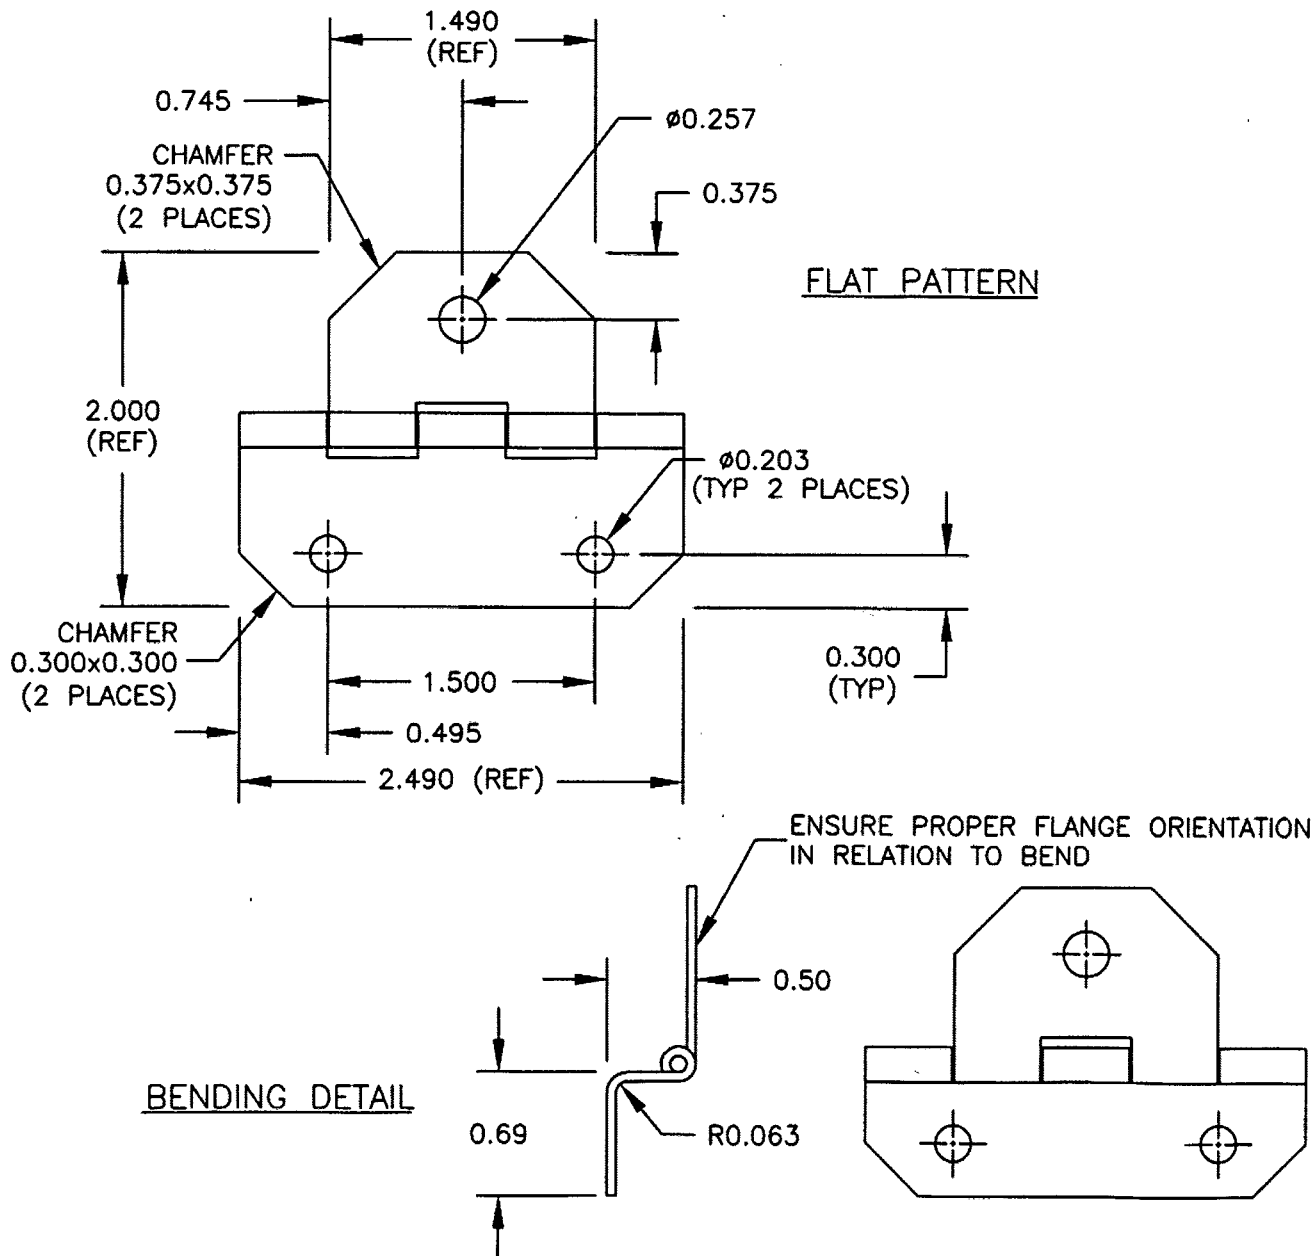 1.490
(REF)
0.745
ø0.257
CHAMFER
0.375x0.375
(2 PLACES)
0.375
FLAT PATTERN
2.000
(REF)
ø0.203
(TYP 2 PLACES)
CHAMFER
0.300x0.300
(2 PLACES)
0.300
(TYP)
1.500
0.495
2.490 (REF)
ENSURE PROPER FLANGE ORIENTATION
IN RELATION TO BEND
0.50
BENDING DETAIL
0.69
R0.063